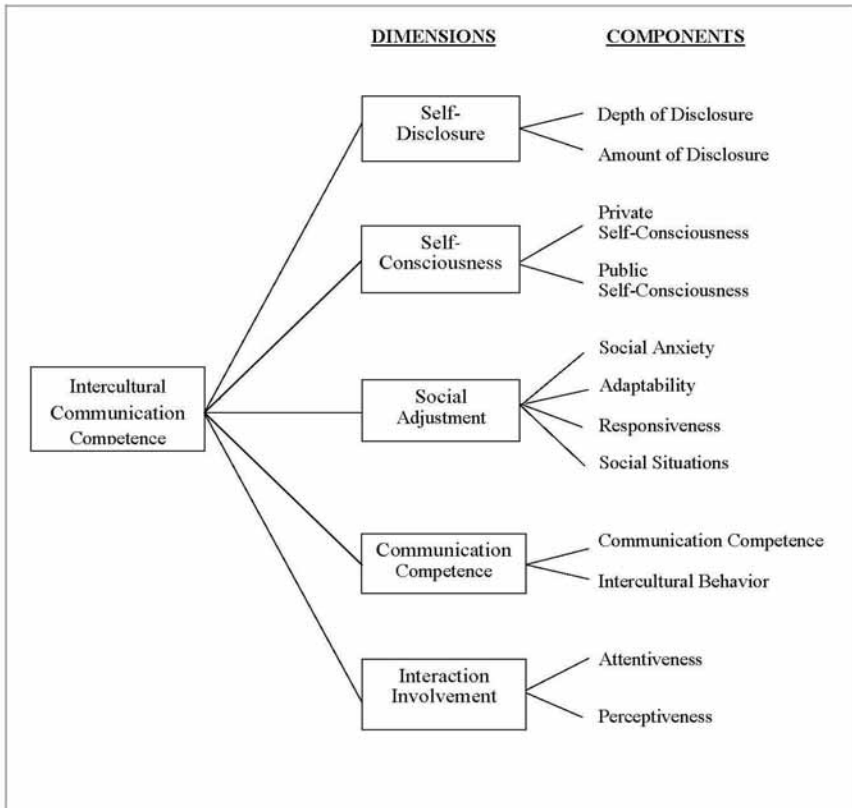 DIMENSIONS
COMPONENTS
Self-
Disclosure
Depth of Disclosure
Amount of Disclosure
Self-
Consciousness
Private
Self-Consciousness
Public
Self-Consciousness
Intercultural
Communication
Competence
Social
Adjustment
Social Anxiety
Adaptability
Responsiveness
Social Situations
Communication
Competence
Communication Competence
Intercultural Behavior
Interaction
Involvement
Attentiveness
Perceptiveness